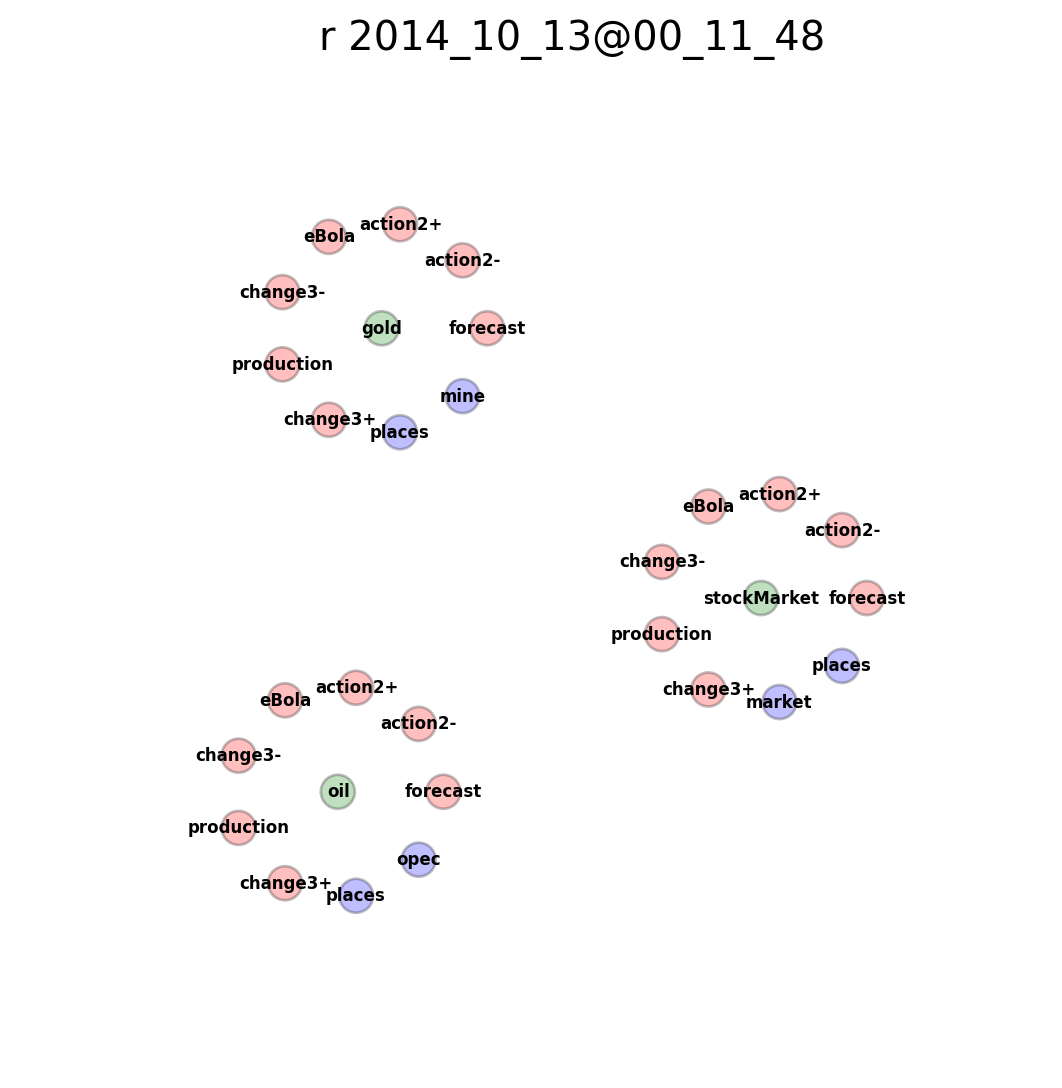 r 2014_10_13@00_11_48
action2+
eBola
action2-
change3-
gold
forecast
production
mine
change3+
places
action2+
eBola
action2-
change3-
stockMarket
forecast
production
places
change3+
market
action2+
eBola
action2-
change3-
oil
forecast
production
opec
change3+
places